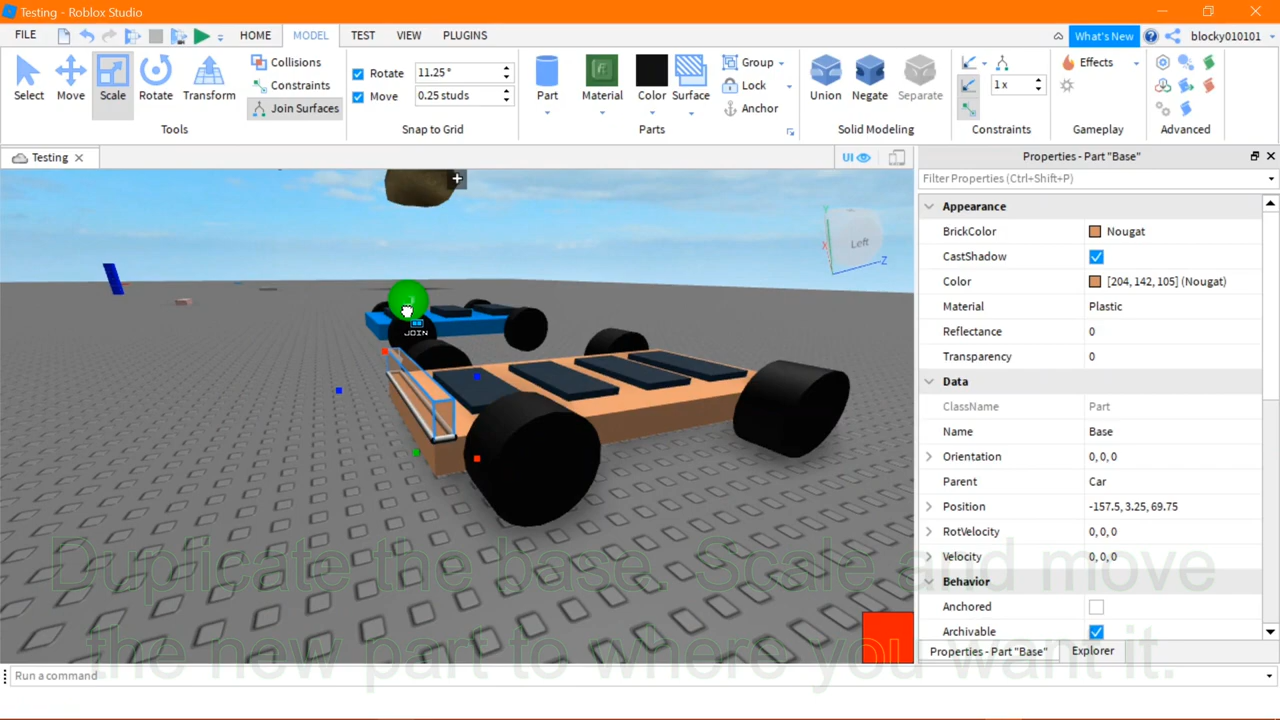 Testing - Roblox Studio
FILE HOME MODEL TEST VIEW PLUGINS What's New blocky010101
Select Move Scale Rotate Transform
Collisions
Constraints
Join Surfaces
Tools
Rotate 11.25°
Move 0.25 studs
Snap to Grid
Part Material Color Surface
Group
Lock
Anchor
Parts
Union Negate Separate
Solid Modeling
1 x
Constraints
Effects
Gameplay
Advanced
Testing
UI
Left
X
Y
Z
JOIN
Properties - Part "Base"
Filter Properties (Ctrl+Shift+P)
Appearance
BrickColor Nougat
CastShadow
Color [204, 142, 105] (Nougat)
Material Plastic
Reflectance 0
Transparency 0
Data
ClassName Part
Name Base
Orientation 0, 0, 0
Parent Car
Position -157.5, 3.25, 69.75
RotVelocity 0, 0, 0
Velocity 0, 0, 0
Behavior
Anchored
Archivable
Properties - Part "Base" Explorer
Duplicate the base. Scale and move
the new part to where you want it.
Run a command